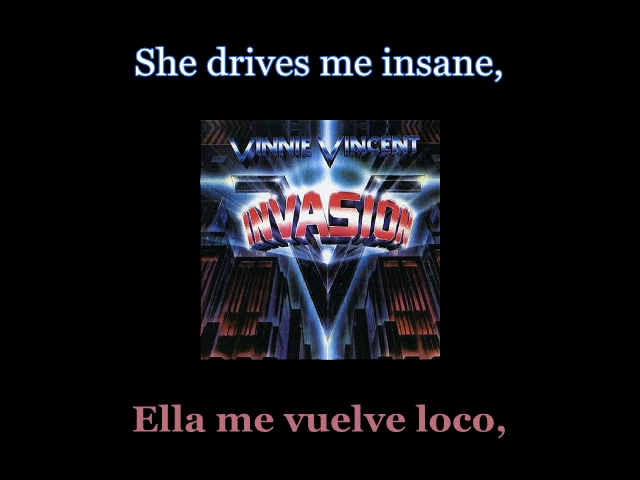 She drives me insane,
VINNIE VINCENT
INVASION
Ella me vuelve loco,